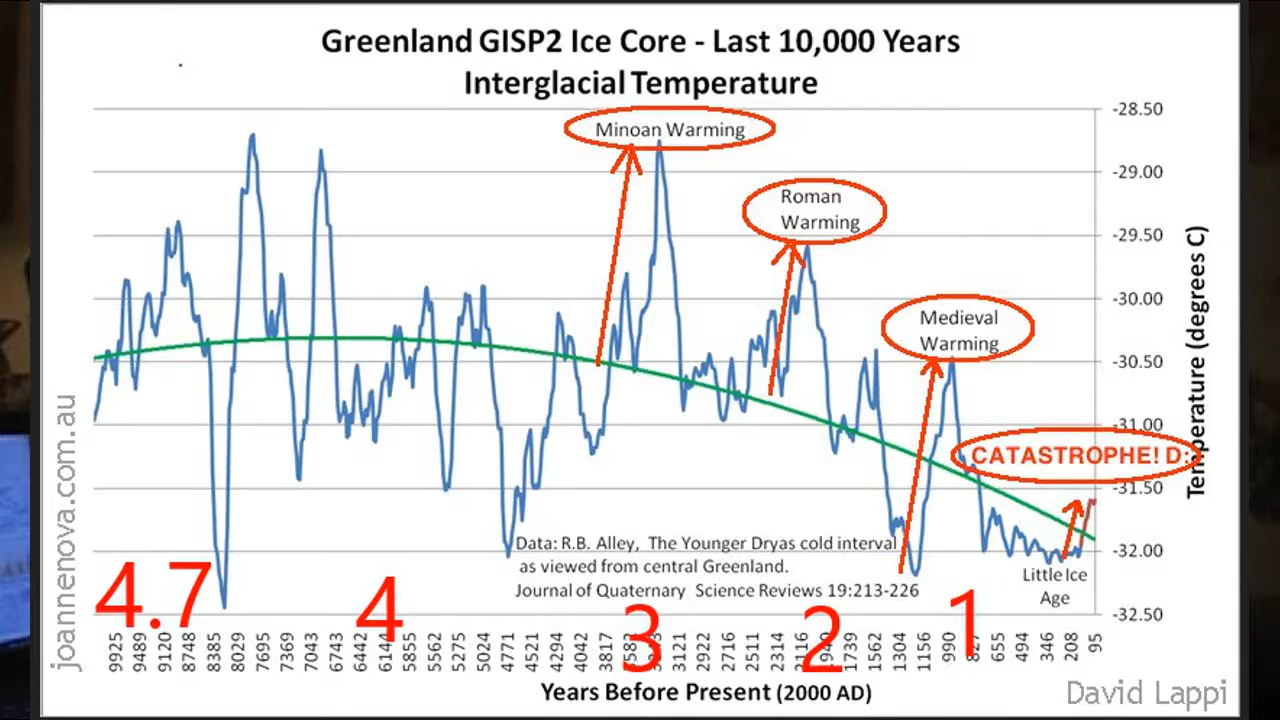 Greenland GISP2 Ice Core - Last 10,000 Years
Interglacial Temperature
-28.50
Minoan Warming
-29.00
Roman
Warming
-29.50
-30.00
Medieval
Warming
-30.50
-31.00
CATASTROPHE! D:
-31.50
Temperature (degrees C)
Data: R.B. Alley, The Younger Dryas cold interval
as viewed from central Greenland.
Journal of Quaternary Science Reviews 19:213-226
-32.00
Little Ice
Age
-32.50
4.7 4 3 2 1
9925 9489 9190 8748 8385 8029 7695 7369 7043 6743 6442 5855 5562 5275 5024 4771 4521 4294 4042 3817 3121 2922 2716 2511 2314 1739 1562 1304 1156 990 655 494 346 208 95
Years Before Present (2000 AD)
joannenova.com.au
David Lappi